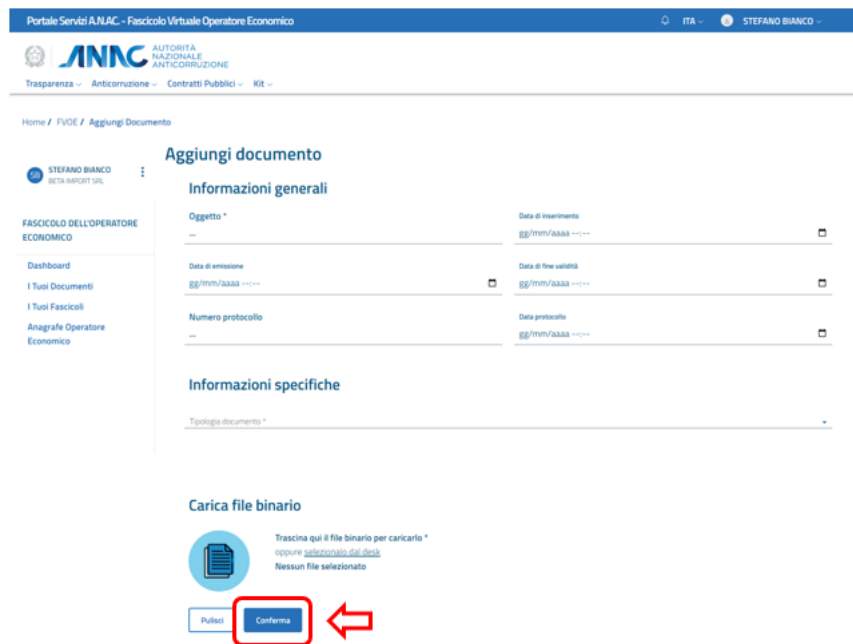 Portale Servizi A.N.AC. - Fascicolo Virtuale Operatore Economico
ITA
STEFANO BIANCO
ANAC
AUTORITÀ
NAZIONALE
ANTICORRUZIONE
Trasparenza Anticorruzione Contratti Pubblici Kit
Home / FVOE / Aggiungi Documento
SB
STEFANO BIANCO
BETA IMPORT SRL
FASCICOLO DELL'OPERATORE
ECONOMICO
Dashboard
I Tuoi Documenti
I Tuoi Fascicoli
Anagrafe Operatore
Economico
Aggiungi documento
Informazioni generali
Oggetto *
...
Data di inserimento
gg/mm/aaaa --:--
Data di emissione
gg/mm/aaaa --:--
Data di fine validità
gg/mm/aaaa --:--
Numero protocollo
...
Data protocollo
gg/mm/aaaa --:--
Informazioni specifiche
Tipologia documento *
Carica file binario
Trascina qui il file binario per caricarlo *
oppure selezionalo dal desk
Nessun file selezionato
Pulisci
Conferma